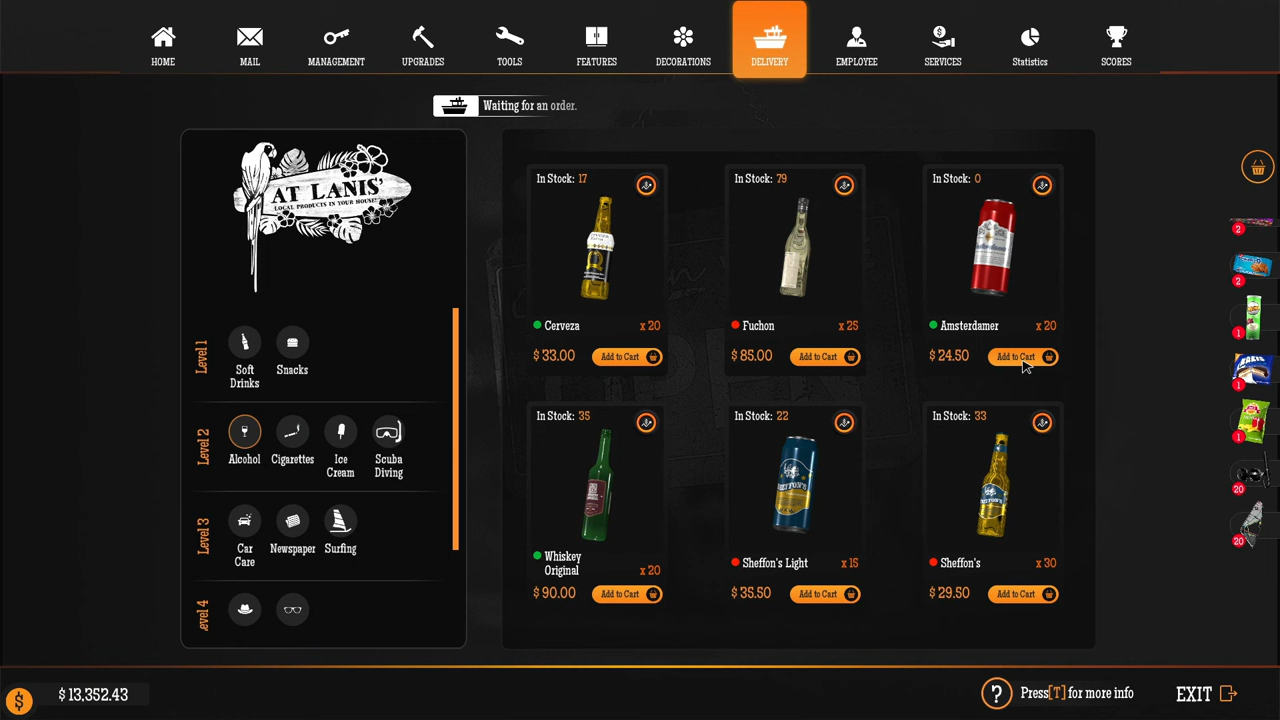 HOME
MAIL
MANAGEMENT
UPGRADES
TOOLS
FEATURES
DECORATIONS
DELIVERY
EMPLOYEE
SERVICES
Statistics
SCORES
Waiting for an order.
AT LANIS'
LOCAL PRODUCTS IN YOUR HOUSE!
Level 1
Soft
Drinks
Snacks
Level 2
Alcohol
Cigarettes
Ice
Cream
Scuba
Diving
Level 3
Car
Care
Newspaper
Surfing
evel 4
In Stock: 17
Cerveza x 20
$ 33.00 Add to Cart
In Stock: 79
Fuchon x 25
$ 85.00 Add to Cart
In Stock: 0
Amsterdamer x 20
$ 24.50 Add to Cart
In Stock: 35
Whiskey
Original x 20
$ 90.00 Add to Cart
In Stock: 22
Sheffon's Light x 15
$ 35.50 Add to Cart
In Stock: 33
Sheffon's x 30
$ 29.50 Add to Cart
2
2
1
1
1
20
20
$ $ 13,352.43
? Press[T] for more info
EXIT